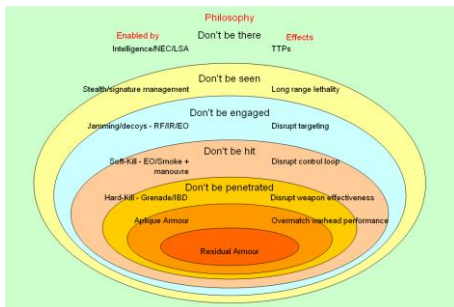 Philosophy
Enabled by Don't be there Effects
Intelligence/NEC/LSA TTPs
Don't be seen
Stealth/signature management Long range lethality
Don't be engaged
Jamming/decoys - RF/IR/EO Disrupt targeting
Don't be hit
Soft-Kill - EO/Smoke + Disrupt control loop
manouvre
Don't be penetrated
Hard-Kill - Grenade/IBD Disrupt weapon effectiveness
Aplique Armour Overmatch warhead performance
Residual Armour